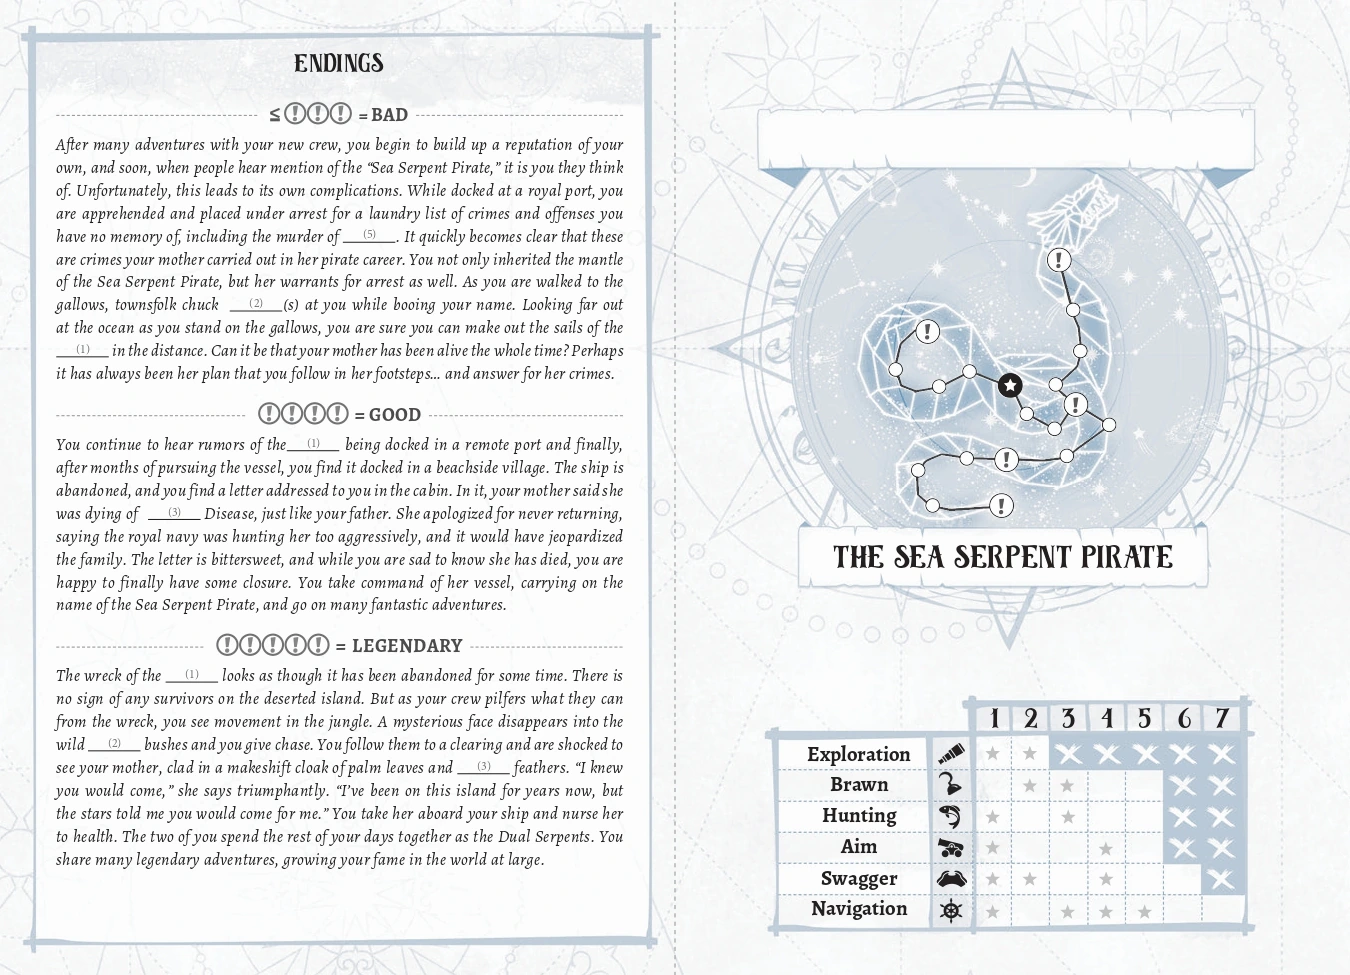 ENDINGS
≤ ! ! ! = BAD
After many adventures with your new crew, you begin to build up a reputation of your
own, and soon, when people hear mention of the “Sea Serpent Pirate,” it is you they think
of. Unfortunately, this leads to its own complications. While docked at a royal port, you
are apprehended and placed under arrest for a laundry list of crimes and offenses you
have no memory of, including the murder of ___(5)___. It quickly becomes clear that these
are crimes your mother carried out in her pirate career. You not only inherited the mantle
of the Sea Serpent Pirate, but her warrants for arrest as well. As you are walked to the
gallows, townsfolk chuck ___(2)___(s) at you while booing your name. Looking far out
at the ocean as you stand on the gallows, you are sure you can make out the sails of the
___(1)___ in the distance. Can it be that your mother has been alive the whole time? Perhaps
it has always been her plan that you follow in her footsteps... and answer for her crimes.
! ! ! ! = GOOD
You continue to hear rumors of the ___(1)___ being docked in a remote port and finally,
after months of pursuing the vessel, you find it docked in a beachside village. The ship is
abandoned, and you find a letter addressed to you in the cabin. In it, your mother said she
was dying of ___(3)___ Disease, just like your father. She apologized for never returning,
saying the royal navy was hunting her too aggressively, and it would have jeopardized
the family. The letter is bittersweet, and while you are sad to know she has died, you are
happy to finally have some closure. You take command of her vessel, carrying on the
name of the Sea Serpent Pirate, and go on many fantastic adventures.
! ! ! ! ! = LEGENDARY
The wreck of the ___(1)___ looks as though it has been abandoned for some time. There is
no sign of any survivors on the deserted island. But as your crew pilfers what they can
from the wreck, you see movement in the jungle. A mysterious face disappears into the
wild ___(2)___ bushes and you give chase. You follow them to a clearing and are shocked to
see your mother, clad in a makeshift cloak of palm leaves and ___(3)___ feathers. “I knew
you would come,” she says triumphantly. “I've been on this island for years now, but
the stars told me you would come for me.” You take her aboard your ship and nurse her
to health. The two of you spend the rest of your days together as the Dual Serpents. You
share many legendary adventures, growing your fame in the world at large.
!
!
!
!
!
THE SEA SERPENT PIRATE
1 2 3 4 5 6 7
Exploration
Brawn
Hunting
Aim
Swagger
Navigation